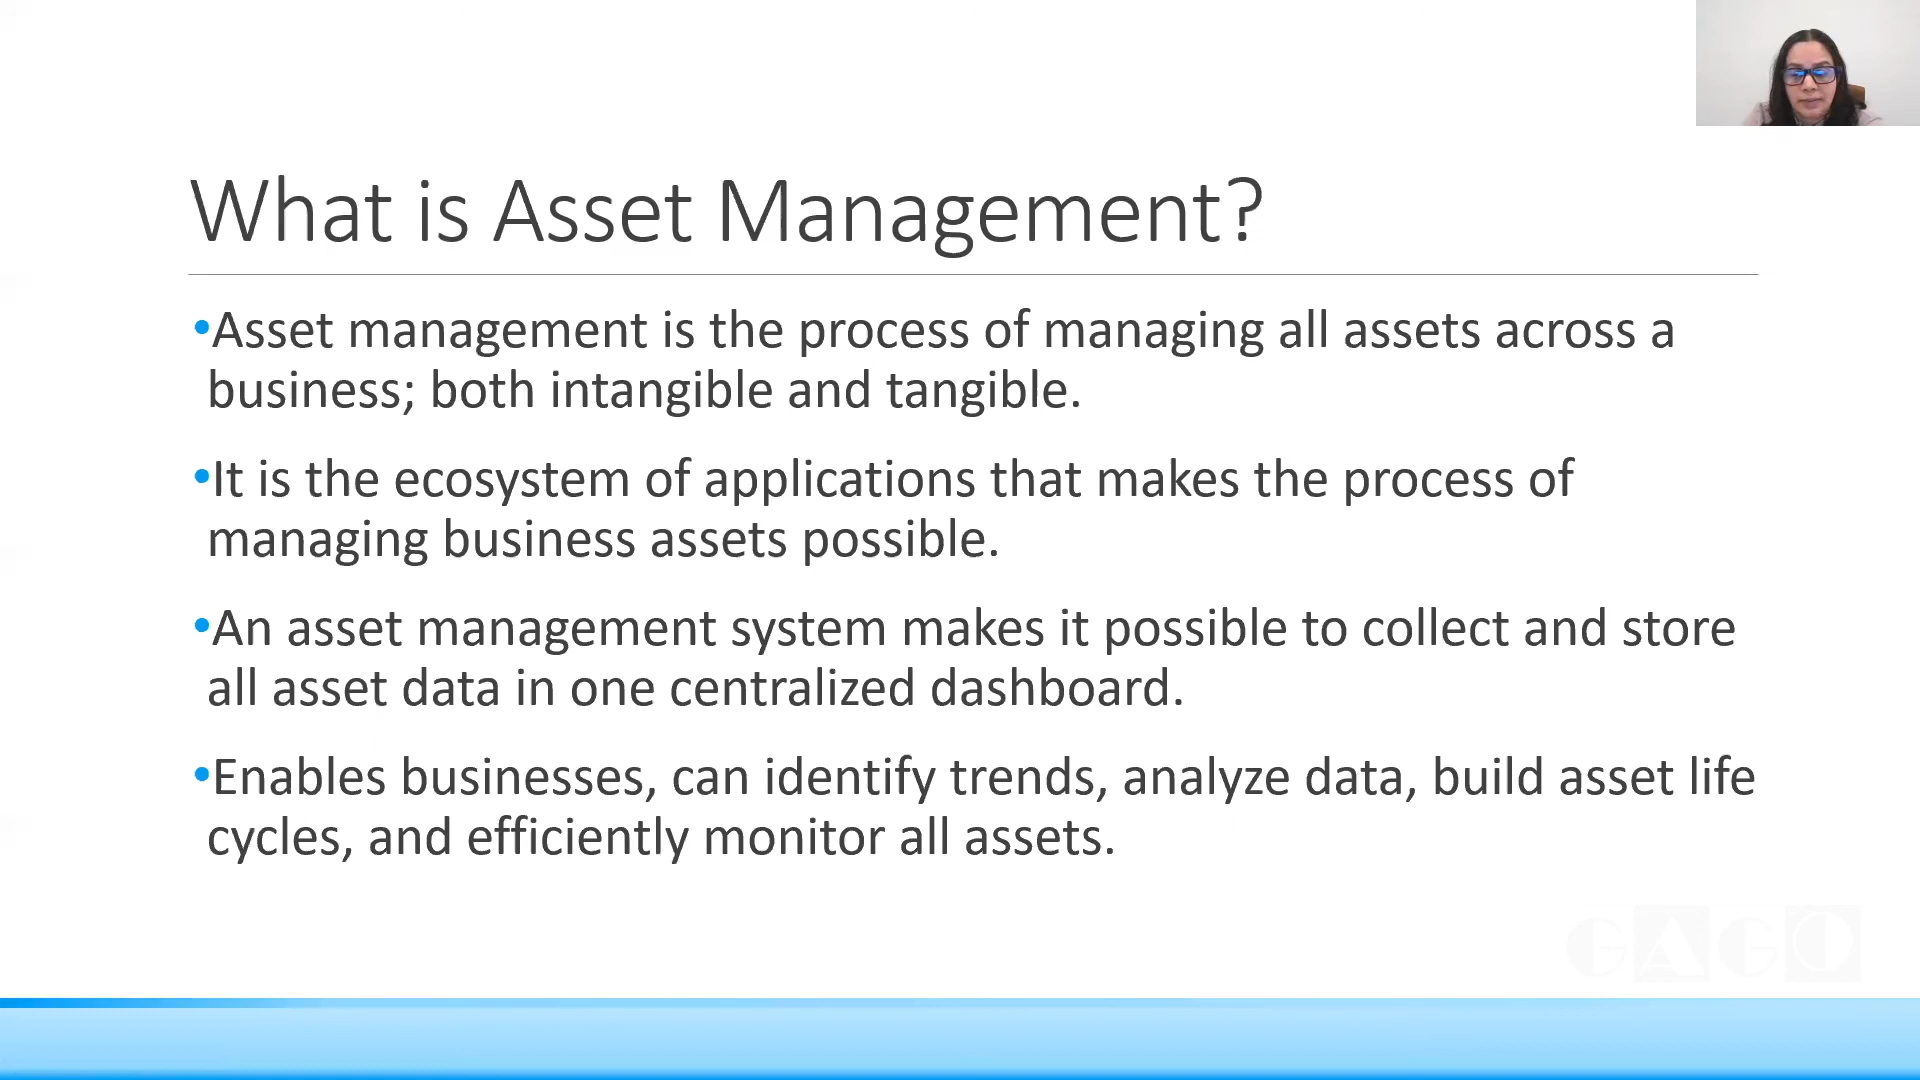 What is Asset Management?
•Asset management is the process of managing all assets across a
business; both intangible and tangible.
•It is the ecosystem of applications that makes the process of
managing business assets possible.
•An asset management system makes it possible to collect and store
all asset data in one centralized dashboard.
•Enables businesses, can identify trends, analyze data, build asset life
cycles, and efficiently monitor all assets.
GAGO